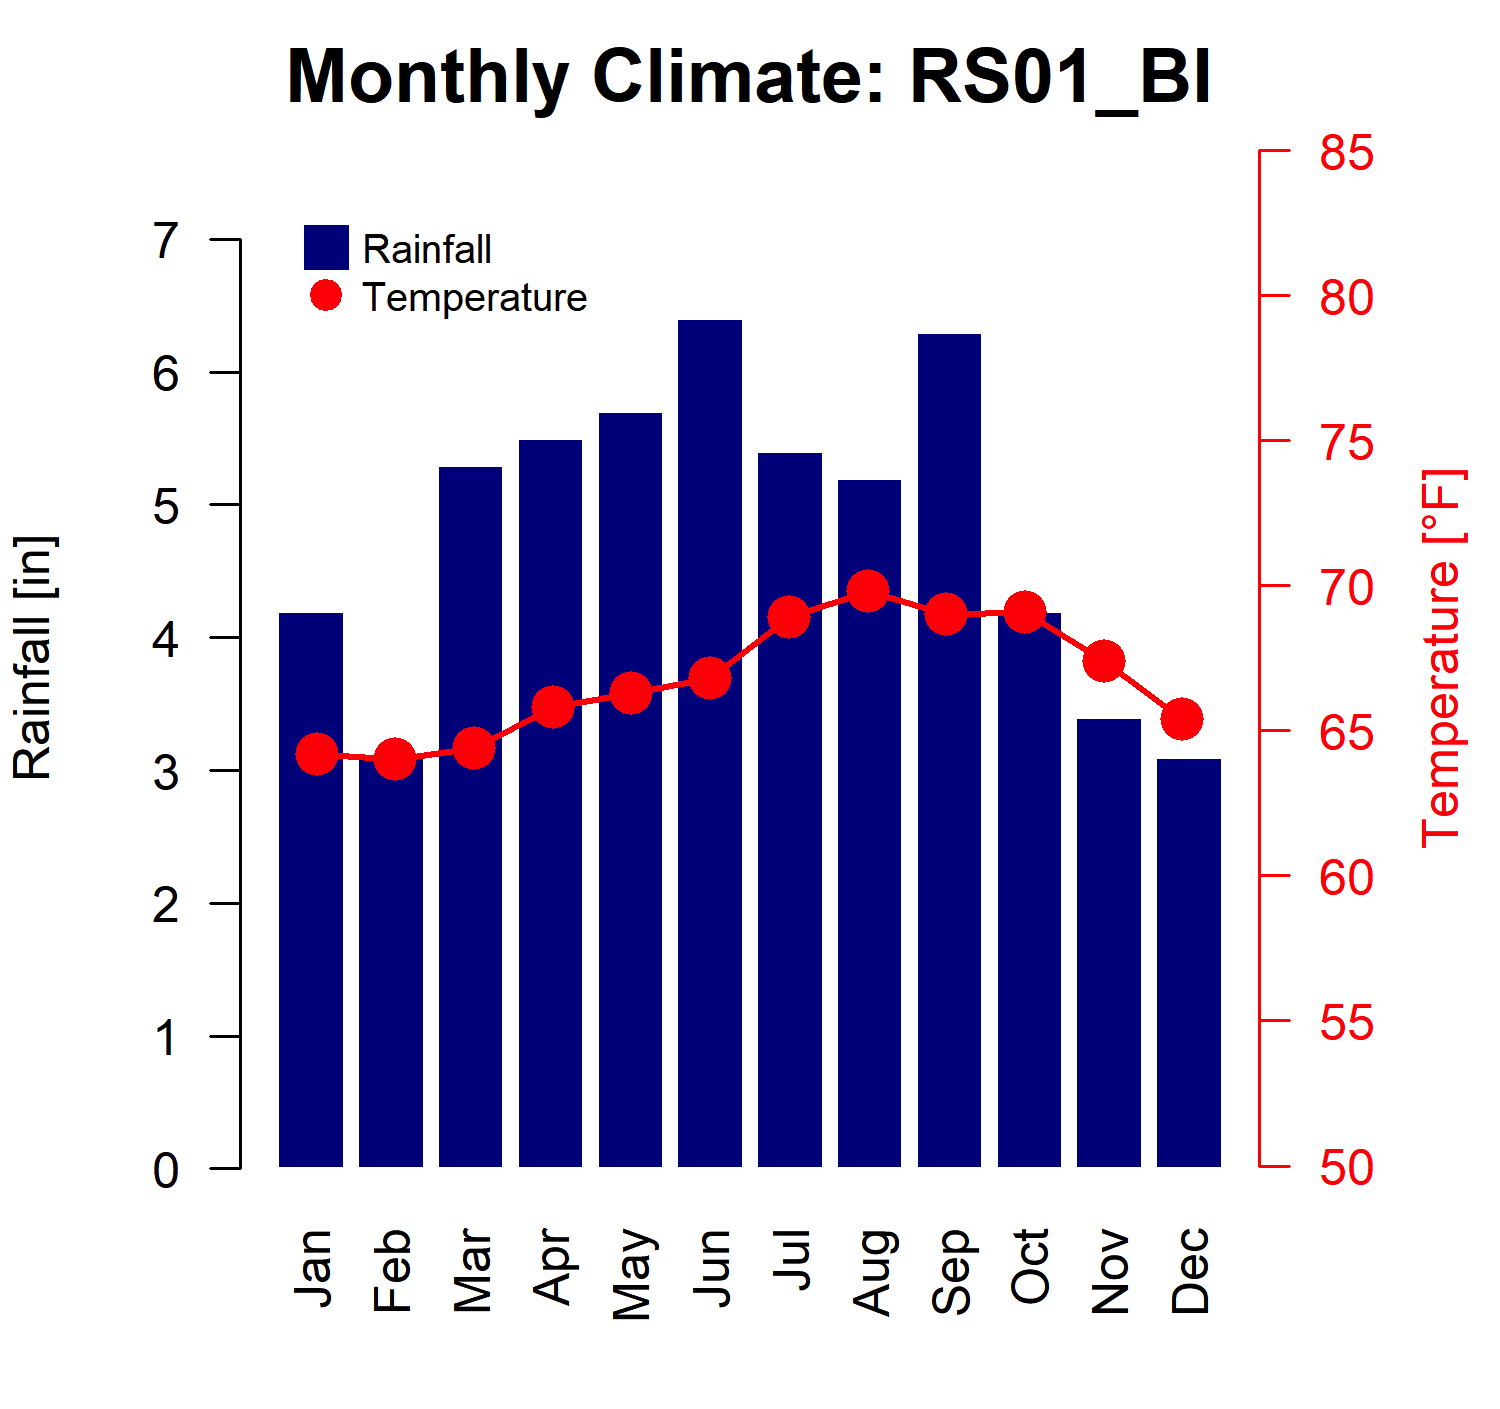 Monthly Climate: RS01_BI
Rainfall
Temperature
Rainfall [in]
7
6
5
4
3
2
1
0
85
80
75
70
65
60
55
50
Temperature [°F]
Jan
Feb
Mar
Apr
May
Jun
Jul
Aug
Sep
Oct
Nov
Dec